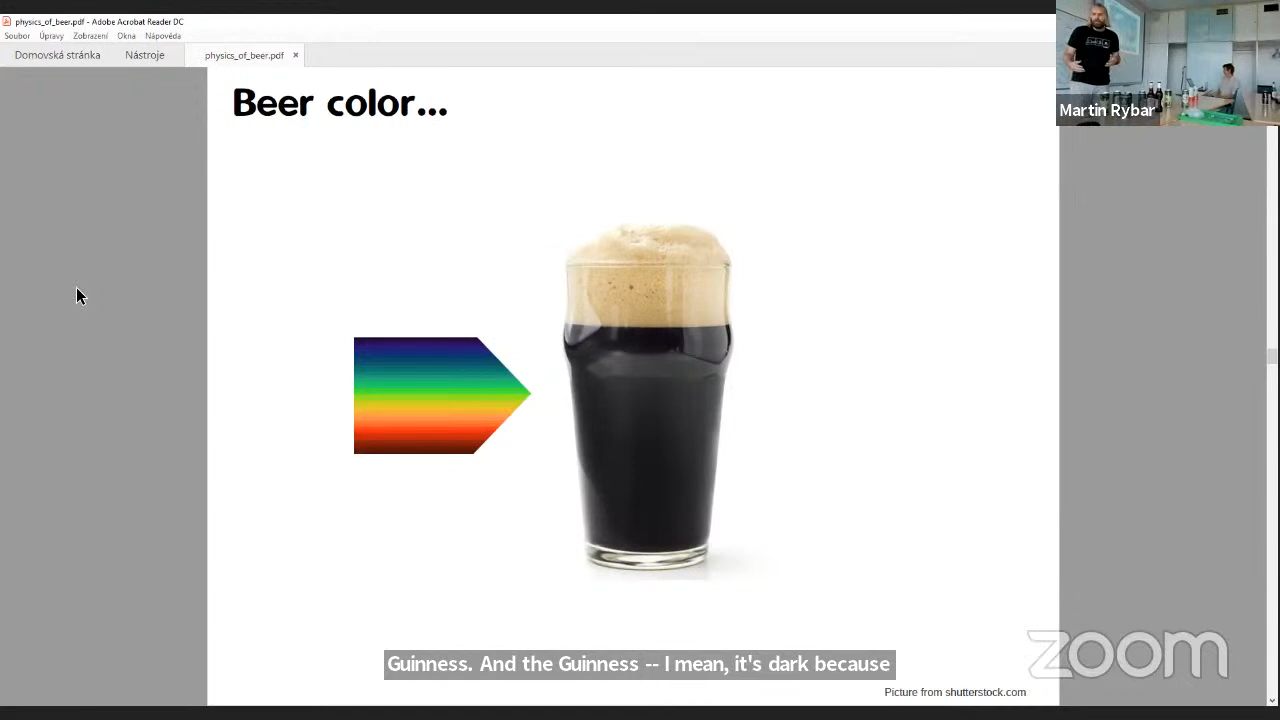 physics_of_beer.pdf - Adobe Acrobat Reader DC
Soubor Úpravy Zobrazení Okna Nápověda
Domovská stránka Nástroje physics_of_beer.pdf ×
Martin Rybar
Beer color...
Guinness. And the Guinness -- I mean, it's dark because
zoom
Picture from shutterstock.com